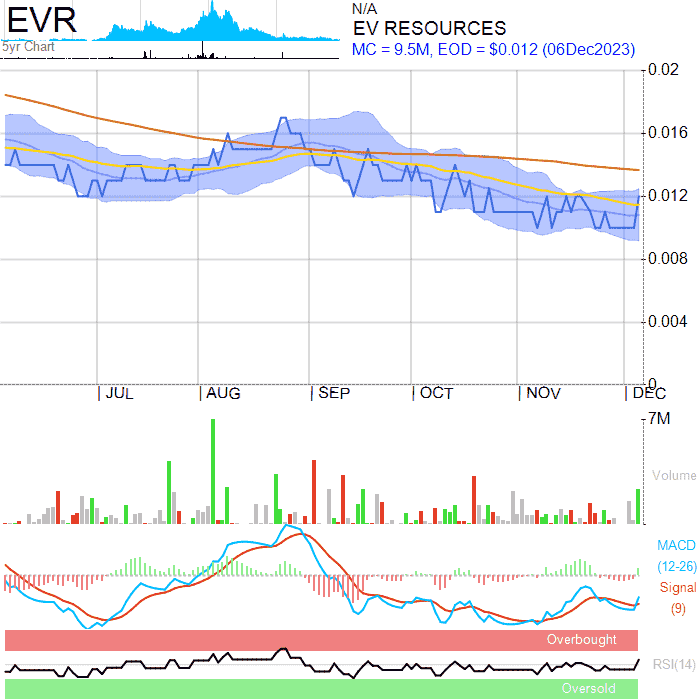 EVR
5yr Chart
N/A
EV RESOURCES
MC = 9.5M, EOD = $0.012 (06Dec2023)
0.02
0.016
0.012
0.008
0.004
0
JUL
AUG
SEP
OCT
NOV
DEC
7M
Volume
MACD
(12-26)
Signal
(9)
Overbought
RSI(14)
Oversold